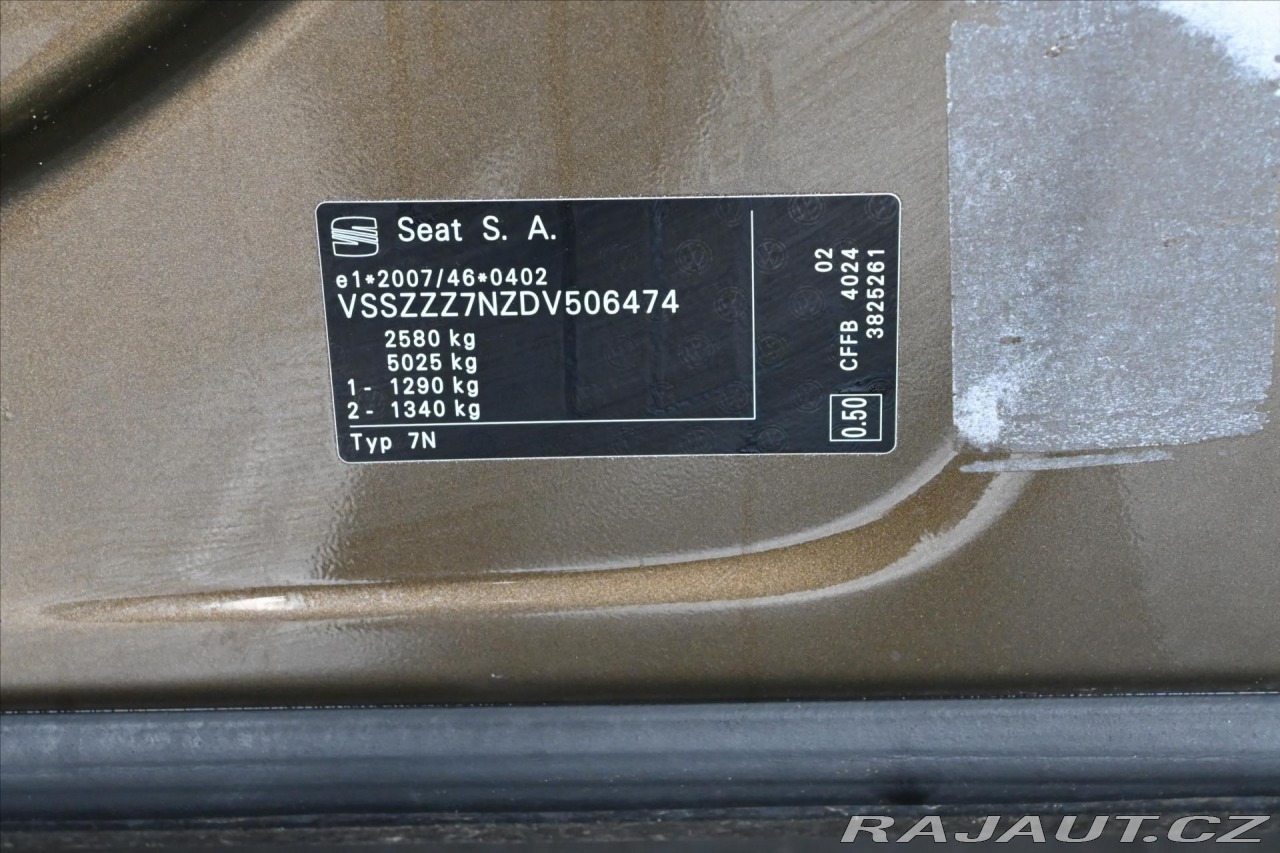 Seat S. A.
e1*2007/46*0402
VSSZZZ7NZDV506474
2580 kg
5025 kg
1- 1290 kg
2- 1340 kg
Typ 7N
02
CFFB 4024
3825261
0.50
RAJAUT.CZ